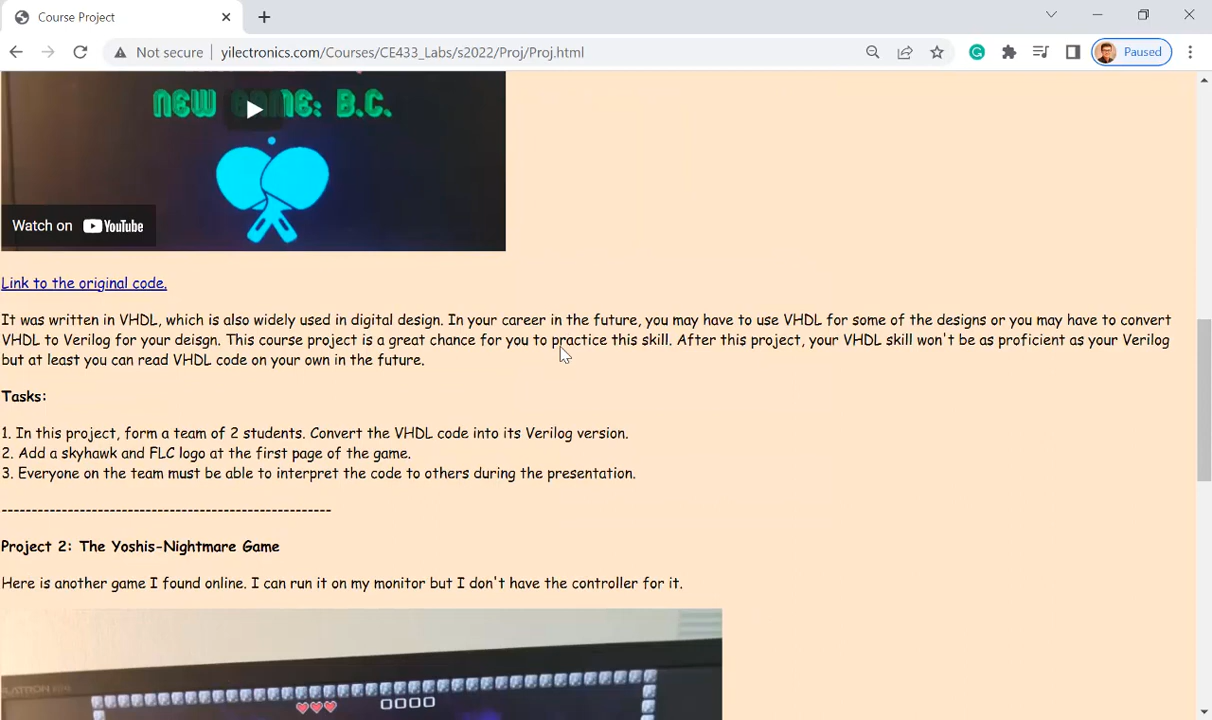 Course Project
Not secure
yilectronics.com/Courses/CE433_Labs/s2022/Proj/Proj.html
Paused
NEW GAME: B.C.
Watch on YouTube
Link to the original code.
It was written in VHDL, which is also widely used in digital design. In your career in the future, you may have to use VHDL for some of the designs or you may have to convert
VHDL to Verilog for your deisgn. This course project is a great chance for you to practice this skill. After this project, your VHDL skill won't be as proficient as your Verilog
but at least you can read VHDL code on your own in the future.
Tasks:
1. In this project, form a team of 2 students. Convert the VHDL code into its Verilog version.
2. Add a skyhawk and FLC logo at the first page of the game.
3. Everyone on the team must be able to interpret the code to others during the presentation.
-------------------------------------------------------
Project 2: The Yoshis-Nightmare Game
Here is another game I found online. I can run it on my monitor but I don't have the controller for it.
0000